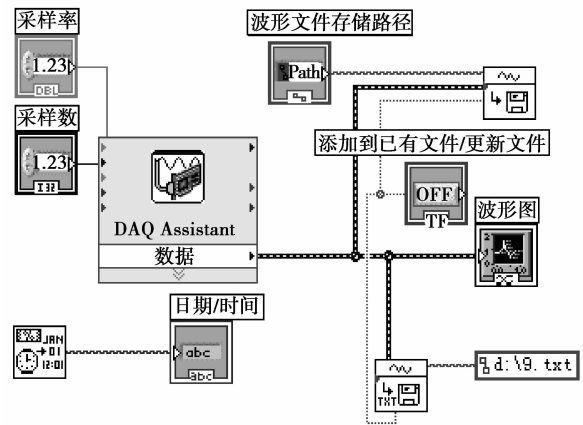 采样率
1.23
DBL
采样数
1.23
I32
波形文件存储路径
Path
添加到已有文件/更新文件
OFF
TF
DAQ Assistant
数据
波形图
日期/时间
JAN
01
12:01
abc
abc
TXT
d:\9.txt